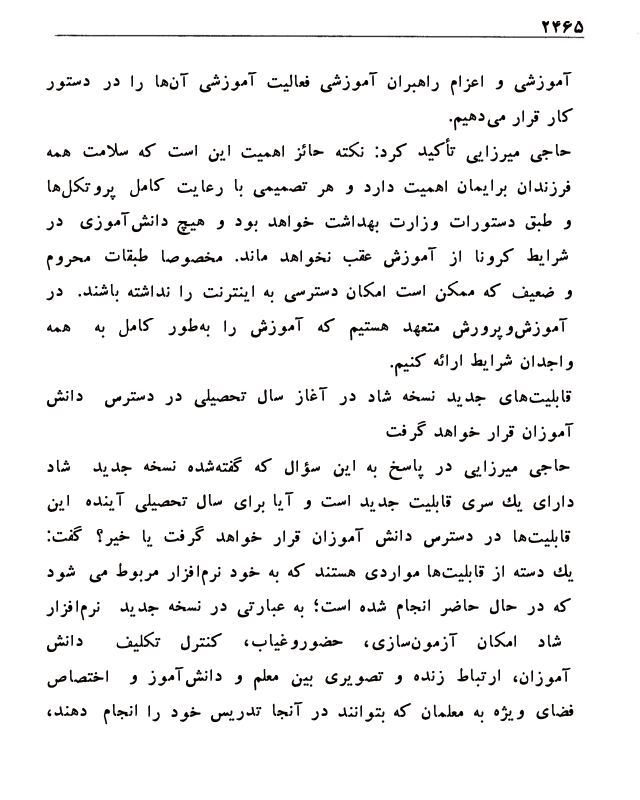 ۲۴۶۵
آموزشی و اعزام راهبران آموزشی فعالیت آموزشی آن‌ها را در دستور
کار قرار می‌دهیم.
حاجی میرزایی تأکید کرد: نکته حائز اهمیت این است که سلامت همه
فرزندان برایمان اهمیت دارد و هر تصمیمی با رعایت کامل پروتکل‌ها
و طبق دستورات وزارت بهداشت خواهد بود و هیچ دانش‌آموزی در
شرایط کرونا از آموزش عقب نخواهد ماند. مخصوصا طبقات محروم
و ضعیف که ممکن است امکان دسترسی به اینترنت را نداشته باشند. در
آموزش‌وپرورش متعهد هستیم که آموزش را به‌طور کامل به همه
واجدان شرایط ارائه کنیم.
قابلیت‌های جدید نسخه شاد در آغاز سال تحصیلی در دسترس دانش
آموزان قرار خواهد گرفت
حاجی میرزایی در پاسخ به این سؤال که گفته‌شده نسخه جدید شاد
دارای یك سری قابلیت جدید است و آیا برای سال تحصیلی آینده این
قابلیت‌ها در دسترس دانش آموزان قرار خواهد گرفت یا خیر؟ گفت:
یك دسته از قابلیت‌ها مواردی هستند که به خود نرم‌افزار مربوط می شود
که در حال حاضر انجام شده است؛ به عبارتی در نسخه جدید نرم‌افزار
شاد امکان آزمون‌سازی، حضوروغیاب، کنترل تکلیف دانش
آموزان، ارتباط زنده و تصویری بین معلم و دانش‌آموز و اختصاص
فضای ویژه به معلمان که بتوانند در آنجا تدریس خود را انجام دهند،